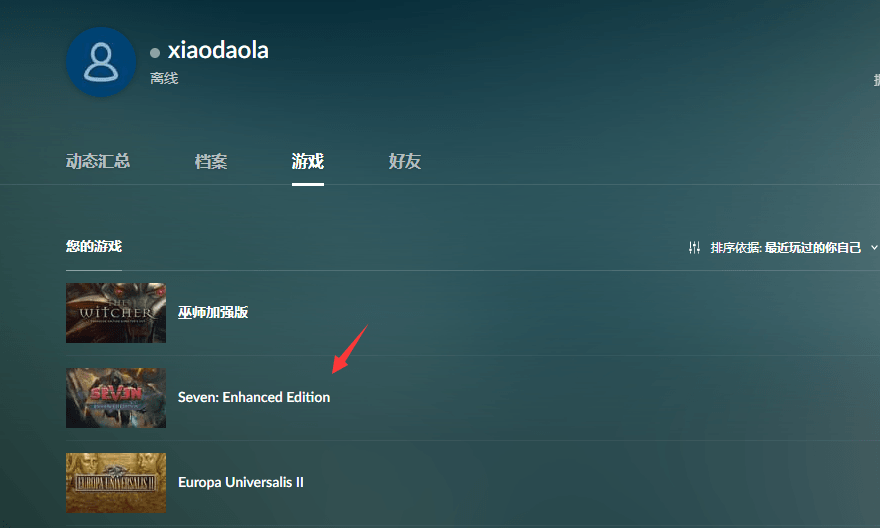 xiaodaola
离线
动态汇总 档案 游戏 好友
您的游戏 排序依据: 最近玩过的你自己
THE WITCHER
巫师加强版
SEVEN
ENHANCED EDITION
Seven: Enhanced Edition
EUROPA UNIVERSALIS II
Europa Universalis II